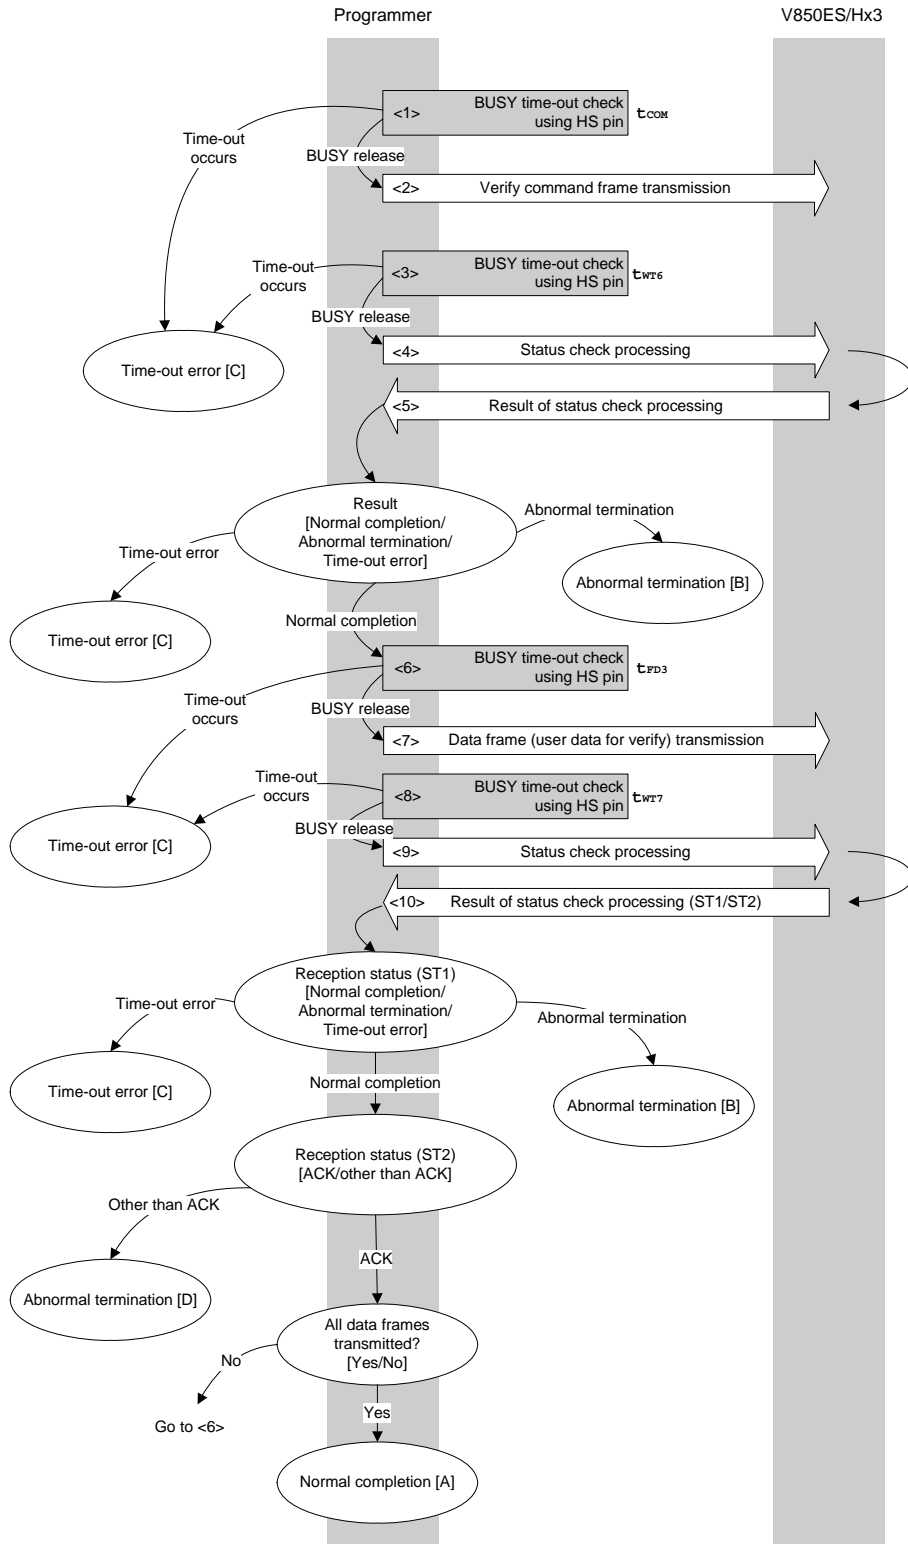 Programmer
V850ES/Hx3
<1>
BUSY time-out check
using HS pin
tCOM
Time-out
occurs
BUSY release
<2>
Verify command frame transmission
<3>
BUSY time-out check
using HS pin
tWT6
Time-out
occurs
BUSY release
<4>
Status check processing
Time-out error [C]
<5>
Result of status check processing
Result
[Normal completion/
Abnormal termination/
Time-out error]
Abnormal termination
Time-out error
Abnormal termination [B]
Time-out error [C]
Normal completion
<6>
BUSY time-out check
using HS pin
tFD3
Time-out
occurs
BUSY release
<7>
Data frame (user data for verify) transmission
<8>
BUSY time-out check
using HS pin
tWT7
Time-out
occurs
BUSY release
Time-out error [C]
<9>
Status check processing
<10>
Result of status check processing (ST1/ST2)
Reception status (ST1)
[Normal completion/
Abnormal termination/
Time-out error]
Time-out error
Abnormal termination
Time-out error [C]
Normal completion
Abnormal termination [B]
Reception status (ST2)
[ACK/other than ACK]
Other than ACK
ACK
Abnormal termination [D]
All data frames
transmitted?
[Yes/No]
No
Go to <6>
Yes
Normal completion [A]